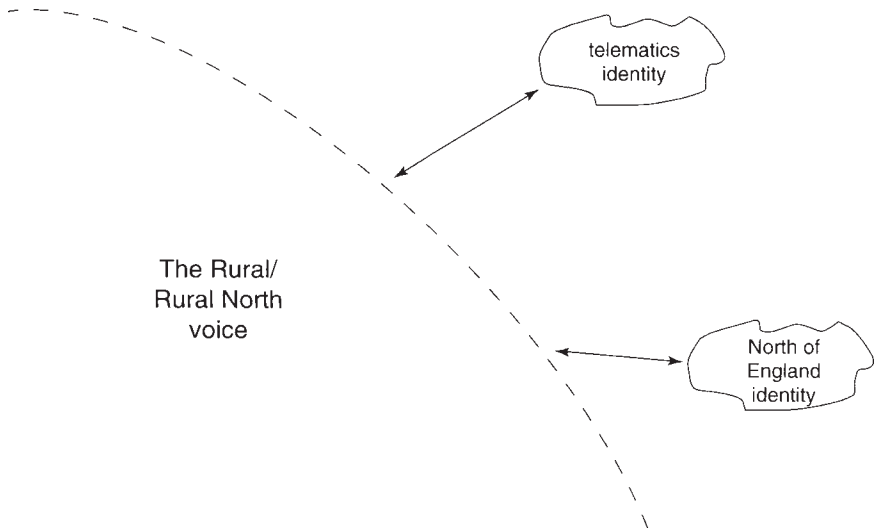 telematics
identity
The Rural/
Rural North
voice
North of
England
identity